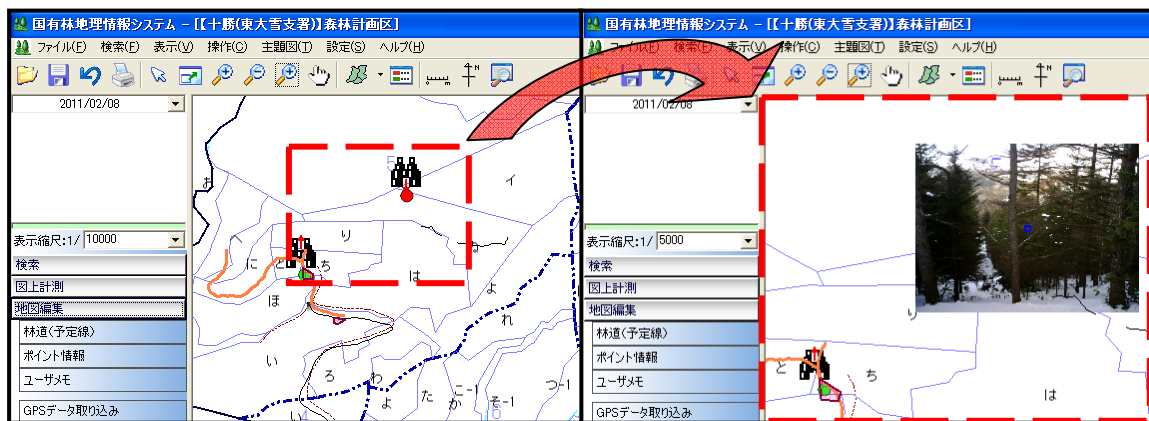 国有林地理情報システム - [【十勝(東大雪支署)】森林計画区]
ファイル(F) 検索(E) 表示(V) 操作(C) 主題図(T) 設定(S) ヘルプ(H)
2011/02/08
表示縮尺:1/ 10000
検索
図上計測
地図編集
林道(予定線)
ポイント情報
ユーザメモ
GPSデータ取り込み
5
お
イ
り
へ
に
と
ち
は
ほ
よ
れ
い
ろ
わ
よ
た
か
こ-1
そ-1
つ-1
い
4
6
国有林地理情報システム - [【十勝(東大雪支署)】森林計画区]
ファイル(F) 検索(E) 表示(V) 操作(C) 主題図(T) 設定(S) ヘルプ(H)
2011/02/08
表示縮尺:1/ 5000
検索
図上計測
地図編集
林道(予定線)
ポイント情報
ユーザメモ
GPSデータ取り込み
り
と
ち
は